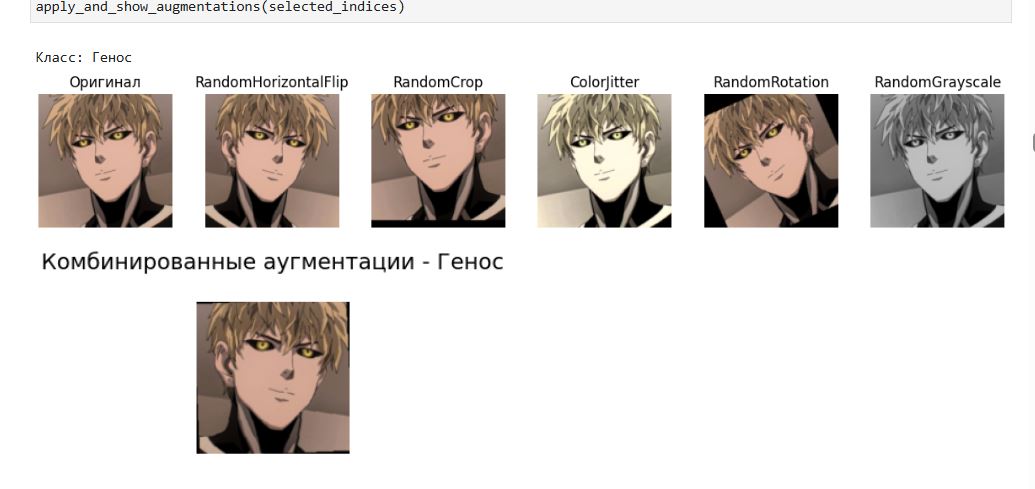 apply_and_show_augmentations(selected_indices)
Класс: Генос
Оригинал RandomHorizontalFlip RandomCrop ColorJitter RandomRotation RandomGrayscale
Комбинированные аугментации - Генос